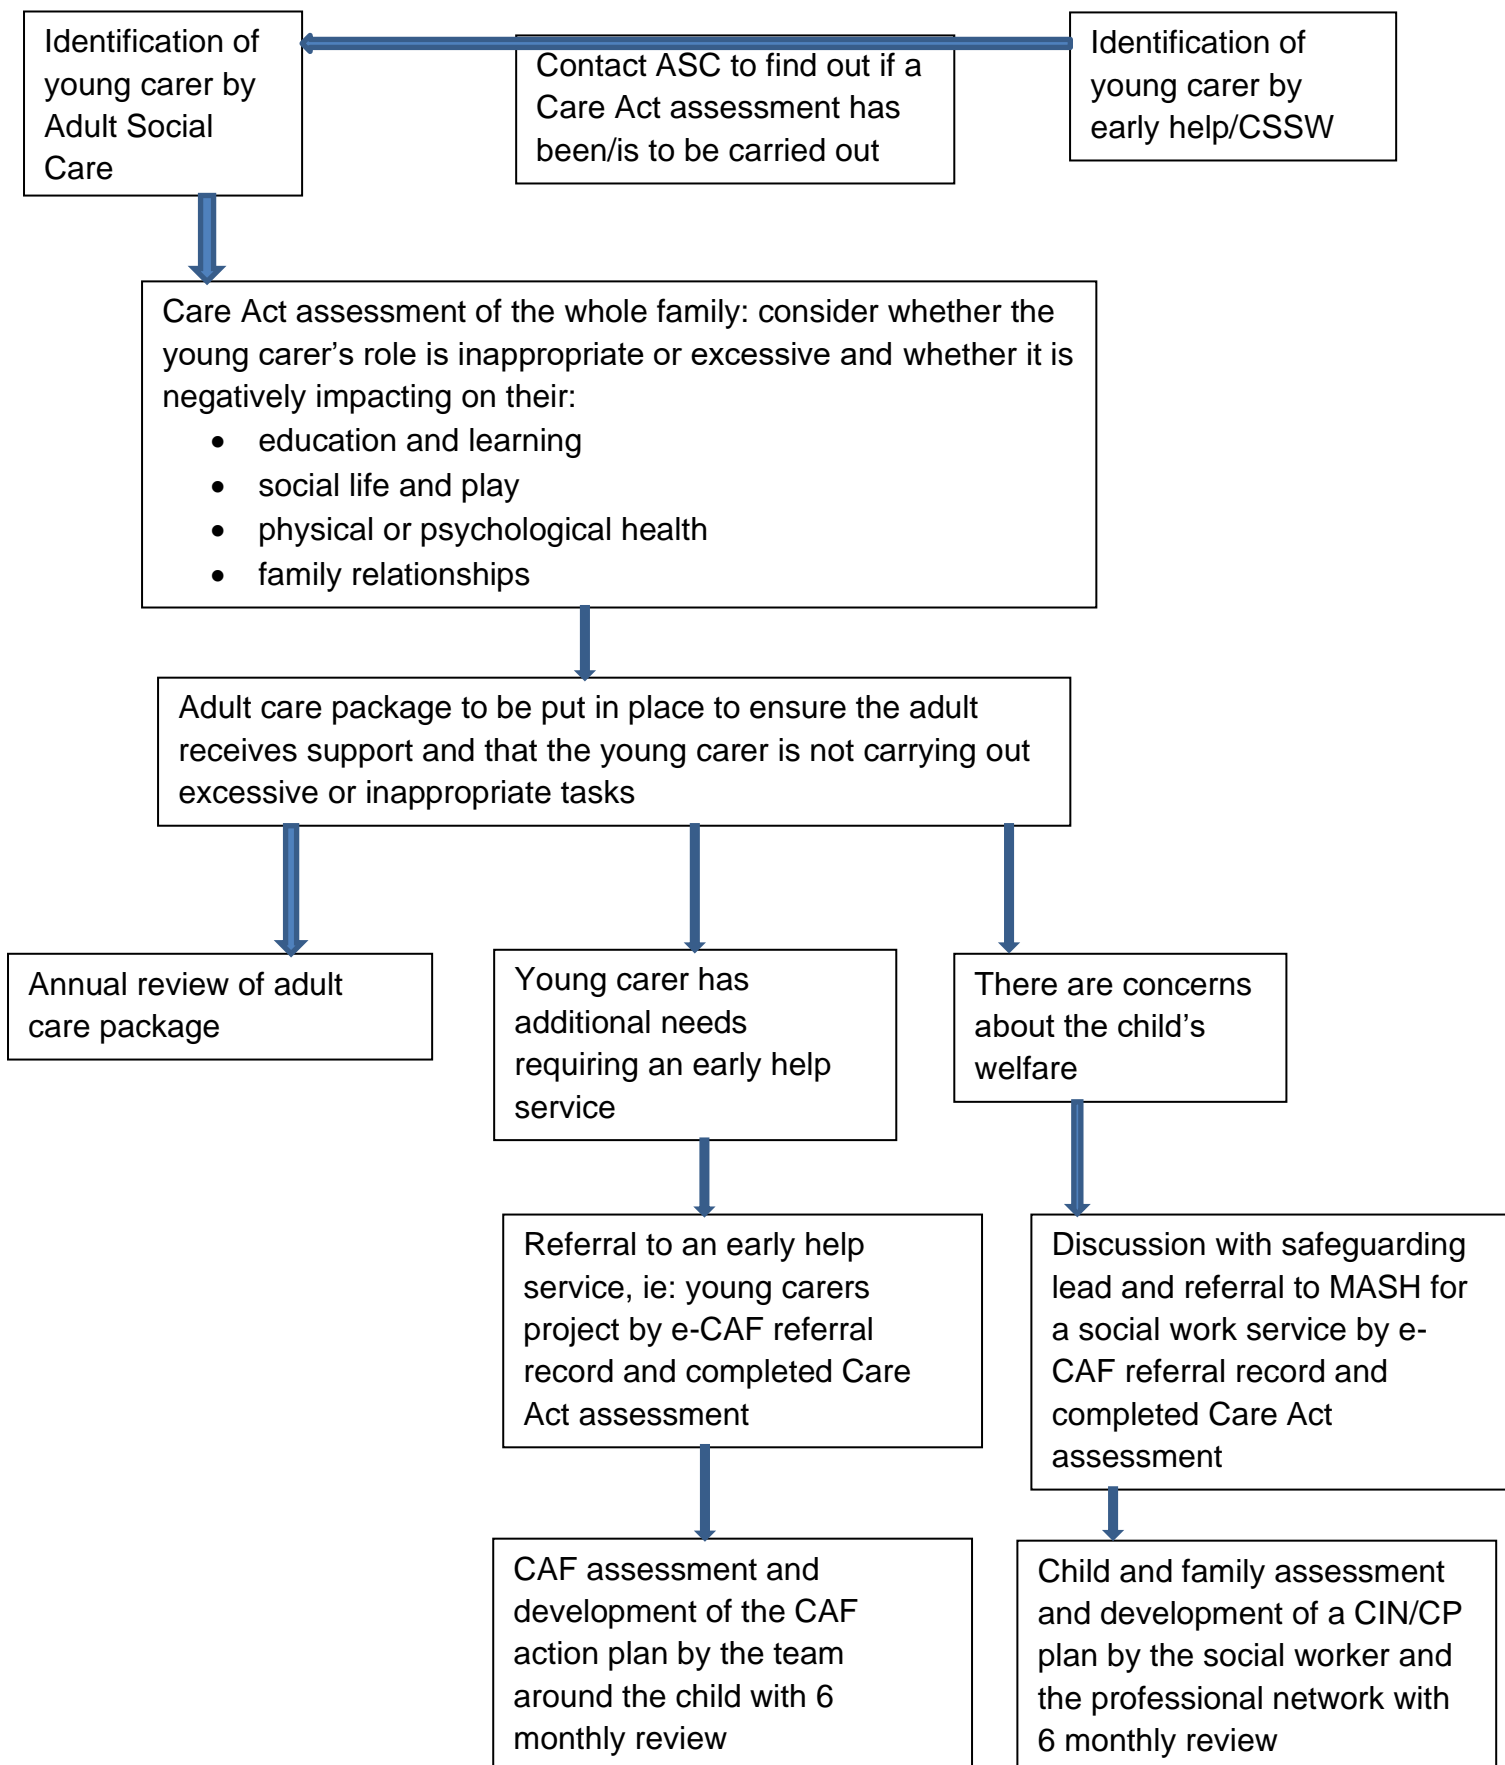 Identification of
young carer by
Adult Social
Care
Contact ASC to find out if a
Care Act assessment has
been/is to be carried out
Identification of
young carer by
early help/CSSW
Care Act assessment of the whole family: consider whether the
young carer’s role is inappropriate or excessive and whether it is
negatively impacting on their:
• education and learning
• social life and play
• physical or psychological health
• family relationships
Adult care package to be put in place to ensure the adult
receives support and that the young carer is not carrying out
excessive or inappropriate tasks
Annual review of adult
care package
Young carer has
additional needs
requiring an early help
service
There are concerns
about the child’s
welfare
Referral to an early help
service, ie: young carers
project by e-CAF referral
record and completed Care
Act assessment
Discussion with safeguarding
lead and referral to MASH for
a social work service by e-
CAF referral record and
completed Care Act
assessment
CAF assessment and
development of the CAF
action plan by the team
around the child with 6
monthly review
Child and family assessment
and development of a CIN/CP
plan by the social worker and
the professional network with
6 monthly review